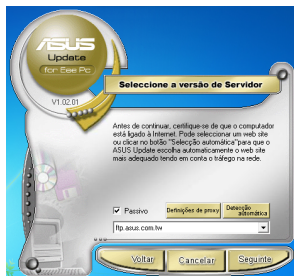 ASUS
Update
for Eee Pc
V1.02.01
Seleccione a versão de Servidor
Antes de continuar, certifique-se de que o computador
está ligado à Internet. Pode seleccionar um web site
ou clicar no botão "Selecção automática"para que o
ASUS Update escolha automaticamente o web site
mais adequado tendo em conta o tráfego na rede.
Passivo
Definições de proxy
Detecção
automática
ftp.asus.com.tw
Voltar
Cancelar
Seguinte